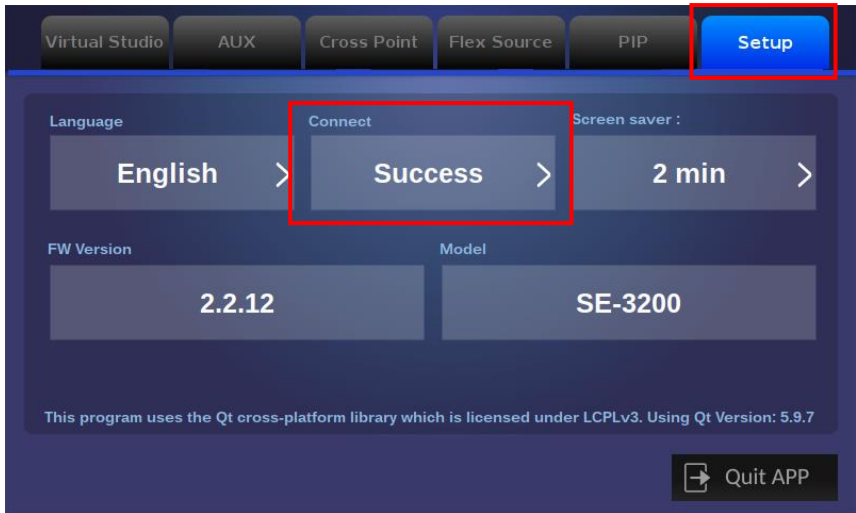 Virtual Studio AUX Cross Point Flex Source PIP Setup
Language Connect Screen saver :
English Success 2 min
FW Version Model
2.2.12 SE-3200
This program uses the Qt cross-platform library which is licensed under LCPLv3. Using Qt Version: 5.9.7
Quit APP